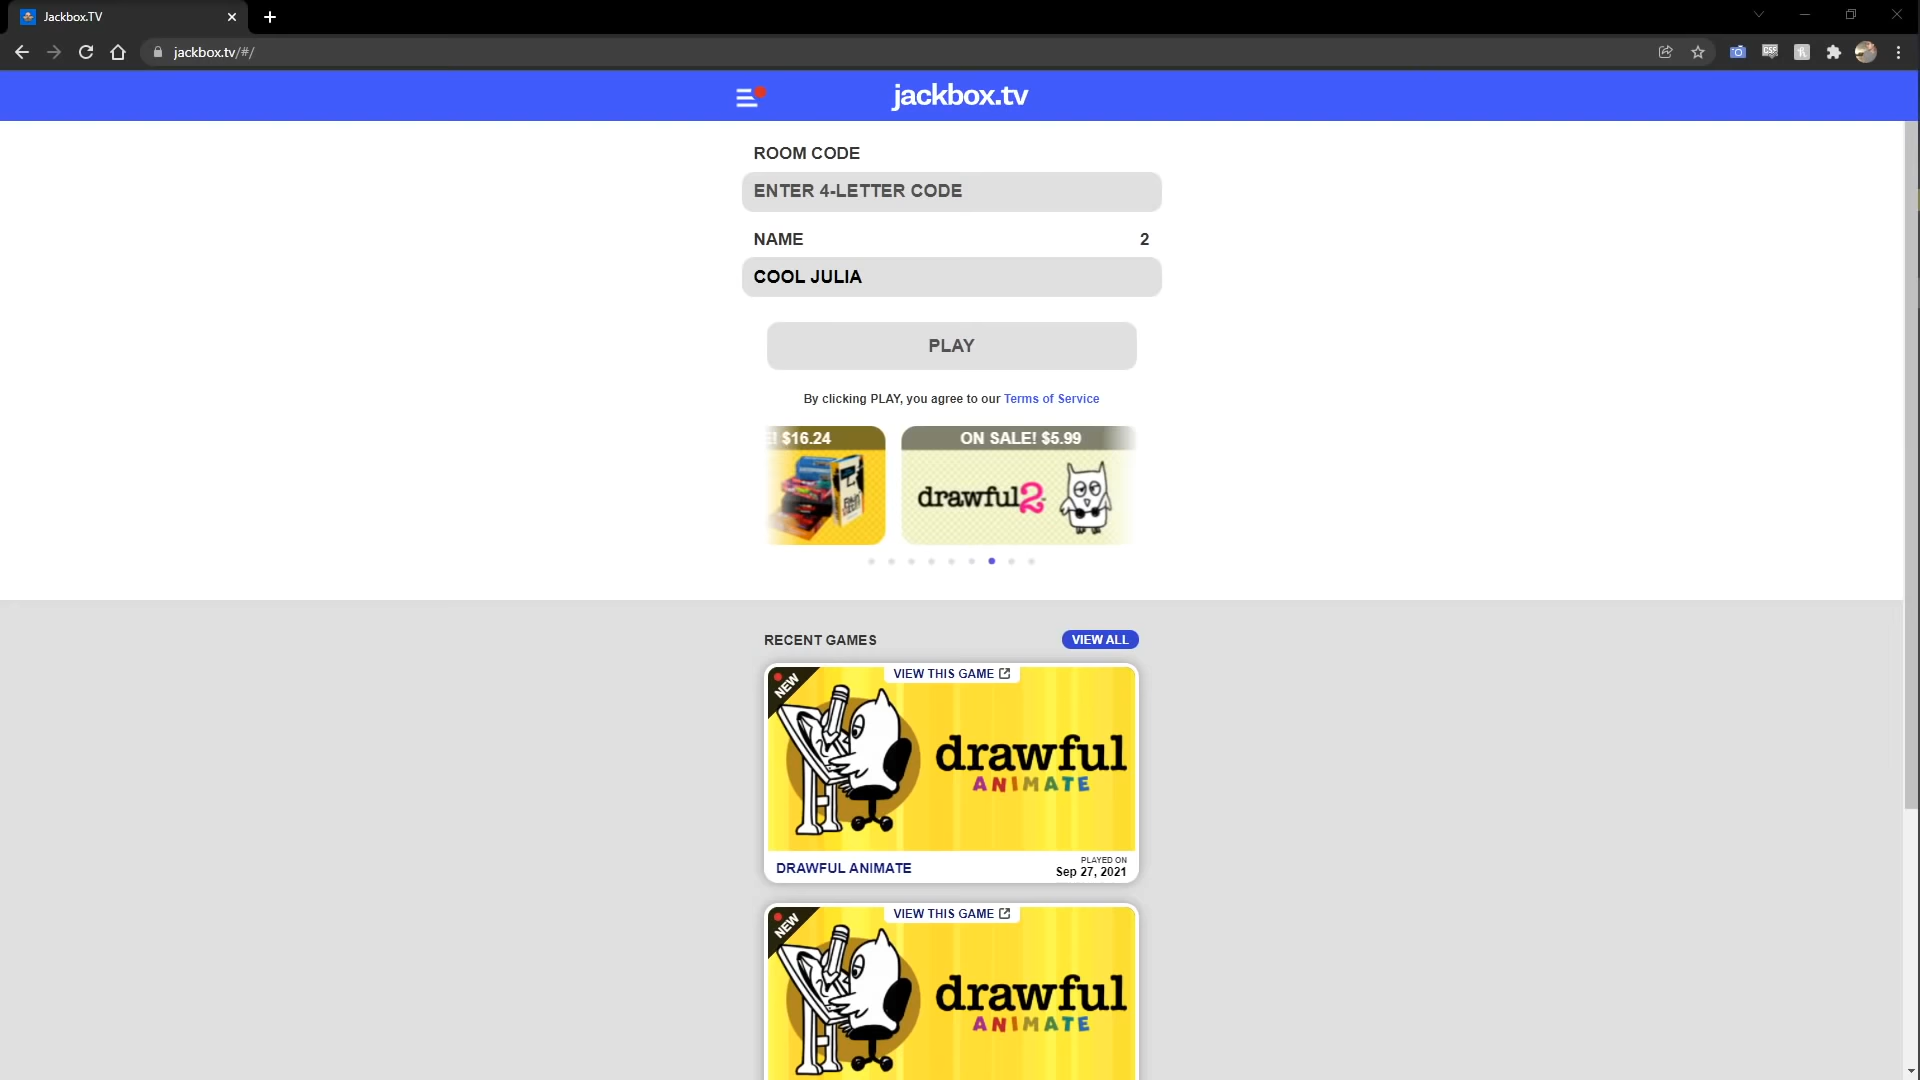 Jackbox.TV
jackbox.tv/#/
jackbox.tv
ROOM CODE
ENTER 4-LETTER CODE
NAME
2
COOL JULIA
PLAY
By clicking PLAY, you agree to our Terms of Service
! $16.24
ON SALE! $5.99
drawful2
RECENT GAMES
VIEW ALL
NEW
VIEW THIS GAME
drawful
ANIMATE
DRAWFUL ANIMATE
PLAYED ON
Sep 27, 2021
NEW
VIEW THIS GAME
drawful
ANIMATE